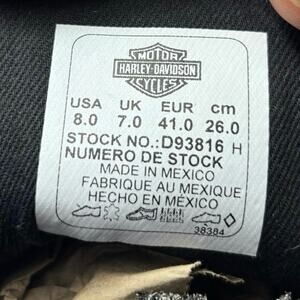 MOTOR
HARLEY-DAVIDSON
CYCLES
USA UK EUR cm
8.0 7.0 41.0 26.0
STOCK NO.:D93816 H
NUMERO DE STOCK
MADE IN MEXICO
FABRIQUE AU MEXIQUE
HECHO EN MÉXICO
38384